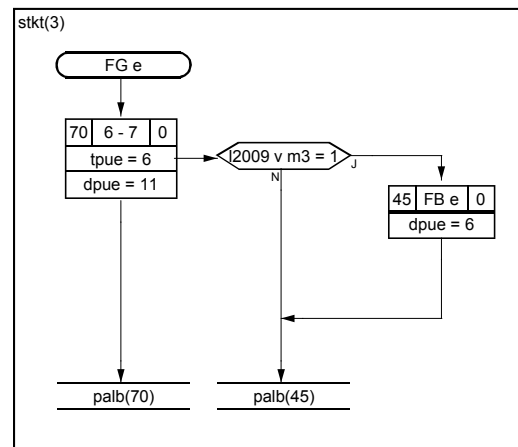 stkt(3)
FG e
70 6 - 7 0
tpue = 6
dpue = 11
l2009 v m3 = 1
J
N
45 FB e 0
dpue = 6
palb(70)
palb(45)